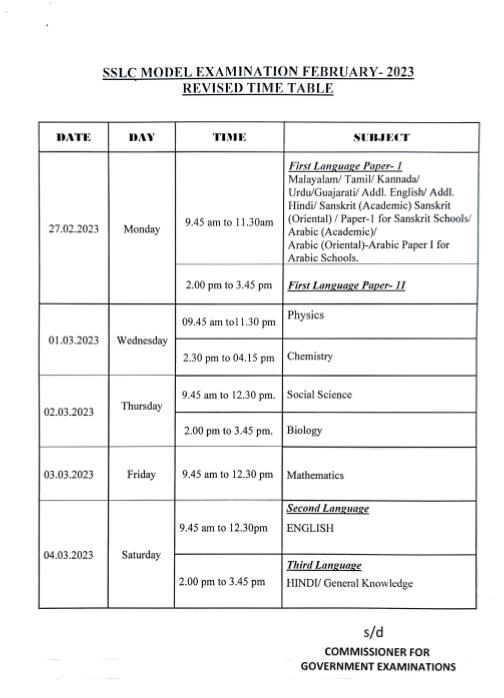 SSLC MODEL EXAMINATION FEBRUARY- 2023
REVISED TIME TABLE
DATE DAY TIME SUBJECT
27.02.2023 Monday 9.45 am to 11.30am
First Language Paper- I
Malayalam/ Tamil/ Kannada/
Urdu/Guajarati/ Addl. English/ Addl.
Hindi/ Sanskrit (Academic) Sanskrit
(Oriental) / Paper-1 for Sanskrit Schools/
Arabic (Academic)/
Arabic (Oriental)-Arabic Paper I for
Arabic Schools.
2.00 pm to 3.45 pm First Language Paper- II
01.03.2023 Wednesday
09.45 am to11.30 pm Physics
2.30 pm to 04.15 pm Chemistry
02.03.2023 Thursday
9.45 am to 12.30 pm. Social Science
2.00 pm to 3.45 pm. Biology
03.03.2023 Friday 9.45 am to 12.30 pm Mathematics
04.03.2023 Saturday
9.45 am to 12.30pm
Second Language
ENGLISH
2.00 pm to 3.45 pm
Third Language
HINDI/ General Knowledge
s/d
COMMISSIONER FOR
GOVERNMENT EXAMINATIONS